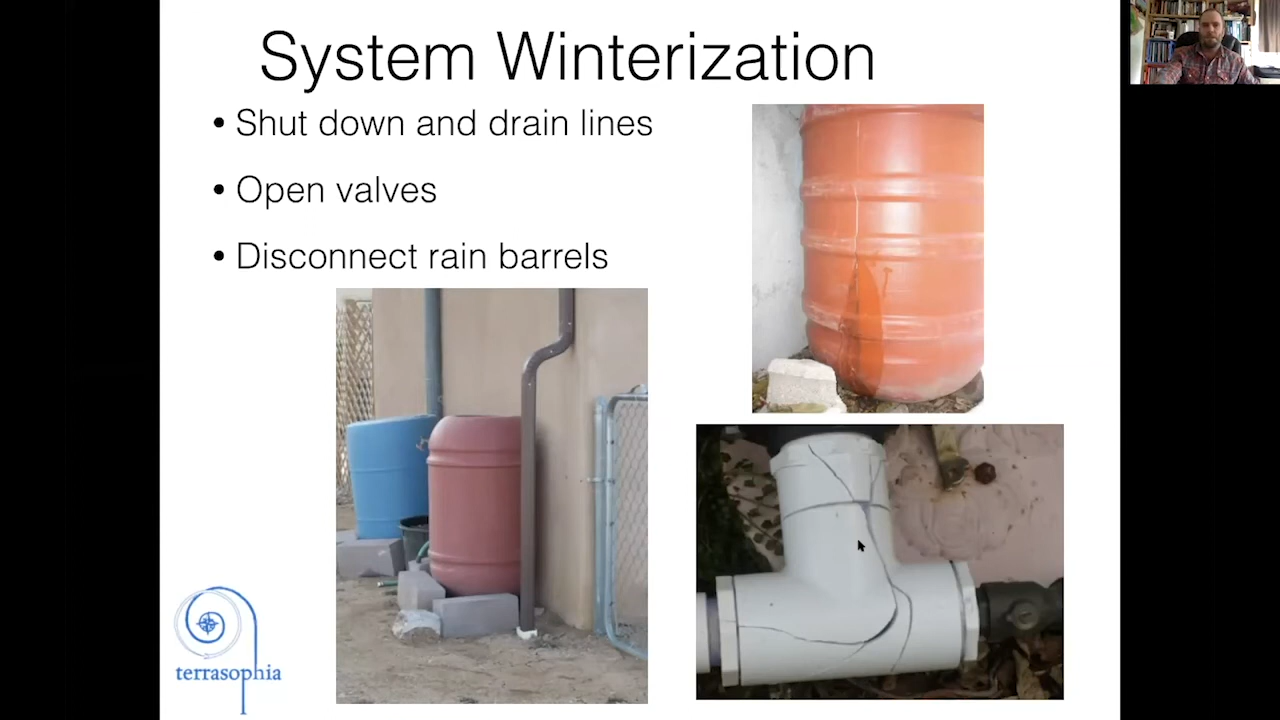 System Winterization
• Shut down and drain lines
• Open valves
• Disconnect rain barrels
terrasophia